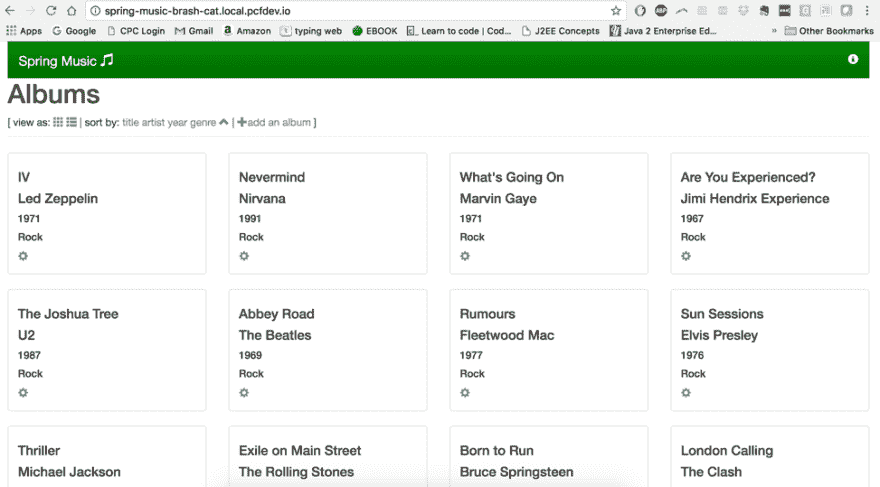 spring-music-brash-cat.local.pcfdev.io
Apps Google CPC Login Gmail Amazon typing web EBOOK Learn to code | Cod... J2EE Concepts Java 2 Enterprise Ed... » Other Bookmarks
Spring Music
Albums
[ view as: | sort by: title artist year genre | add an album ]
IV
Led Zeppelin
1971
Rock
Nevermind
Nirvana
1991
Rock
What's Going On
Marvin Gaye
1971
Rock
Are You Experienced?
Jimi Hendrix Experience
1967
Rock
The Joshua Tree
U2
1987
Rock
Abbey Road
The Beatles
1969
Rock
Rumours
Fleetwood Mac
1977
Rock
Sun Sessions
Elvis Presley
1976
Rock
Thriller
Michael Jackson
Exile on Main Street
The Rolling Stones
Born to Run
Bruce Springsteen
London Calling
The Clash